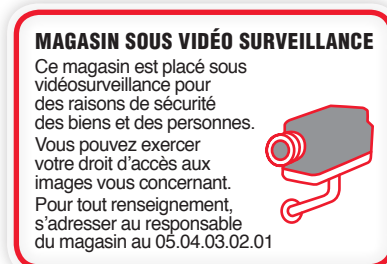 MAGASIN SOUS VIDÉO SURVEILLANCE
Ce magasin est placé sous
vidéosurveillance pour
des raisons de sécurité
des biens et des personnes.
Vous pouvez exercer
votre droit d'accès aux
images vous concernant.
Pour tout renseignement,
s'adresser au responsable
du magasin au 05.04.03.02.01